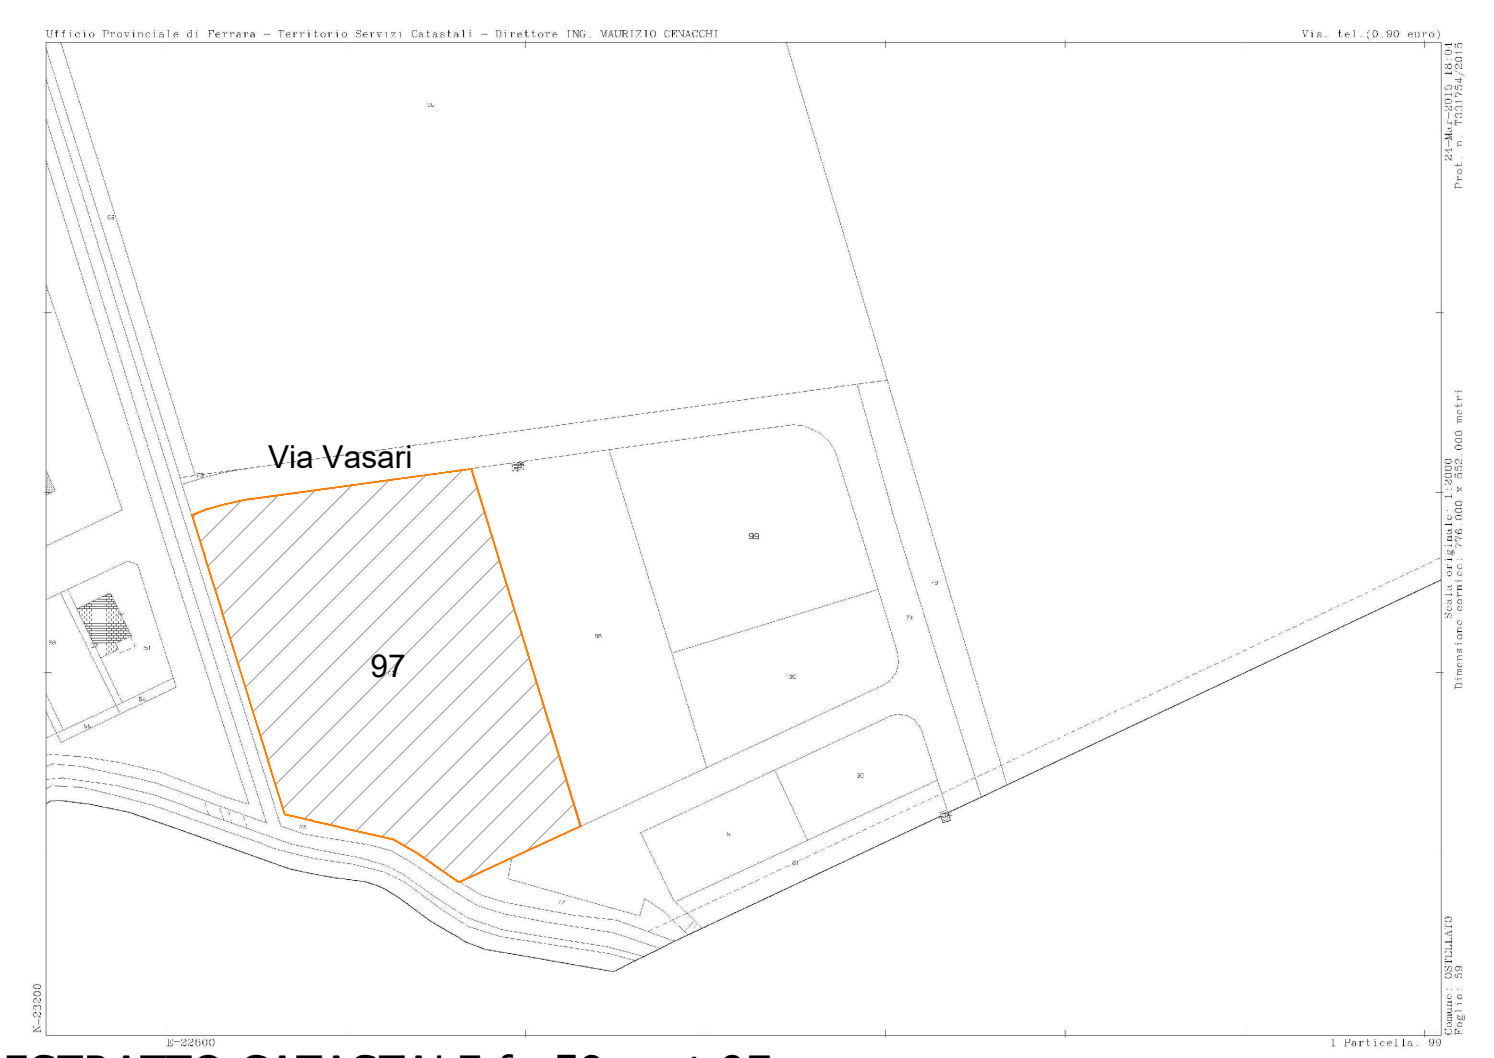 Ufficio Provinciale di Ferrara - Territorio Servizi Catastali - Direttore ING. MAURIZIO CENACCHI
Vis. tel.(0.90 euro)
24-Mar-2015 18:01
Prot. n. T331754/2015
Via Vasari
99
97
98
Scala originale: 1:2000
Dimensione cornice: 776.000 x 552.000 metri
Comune: OSTELLATO
Foglio: 59
N-23200
E-22600
1 Particella. 99